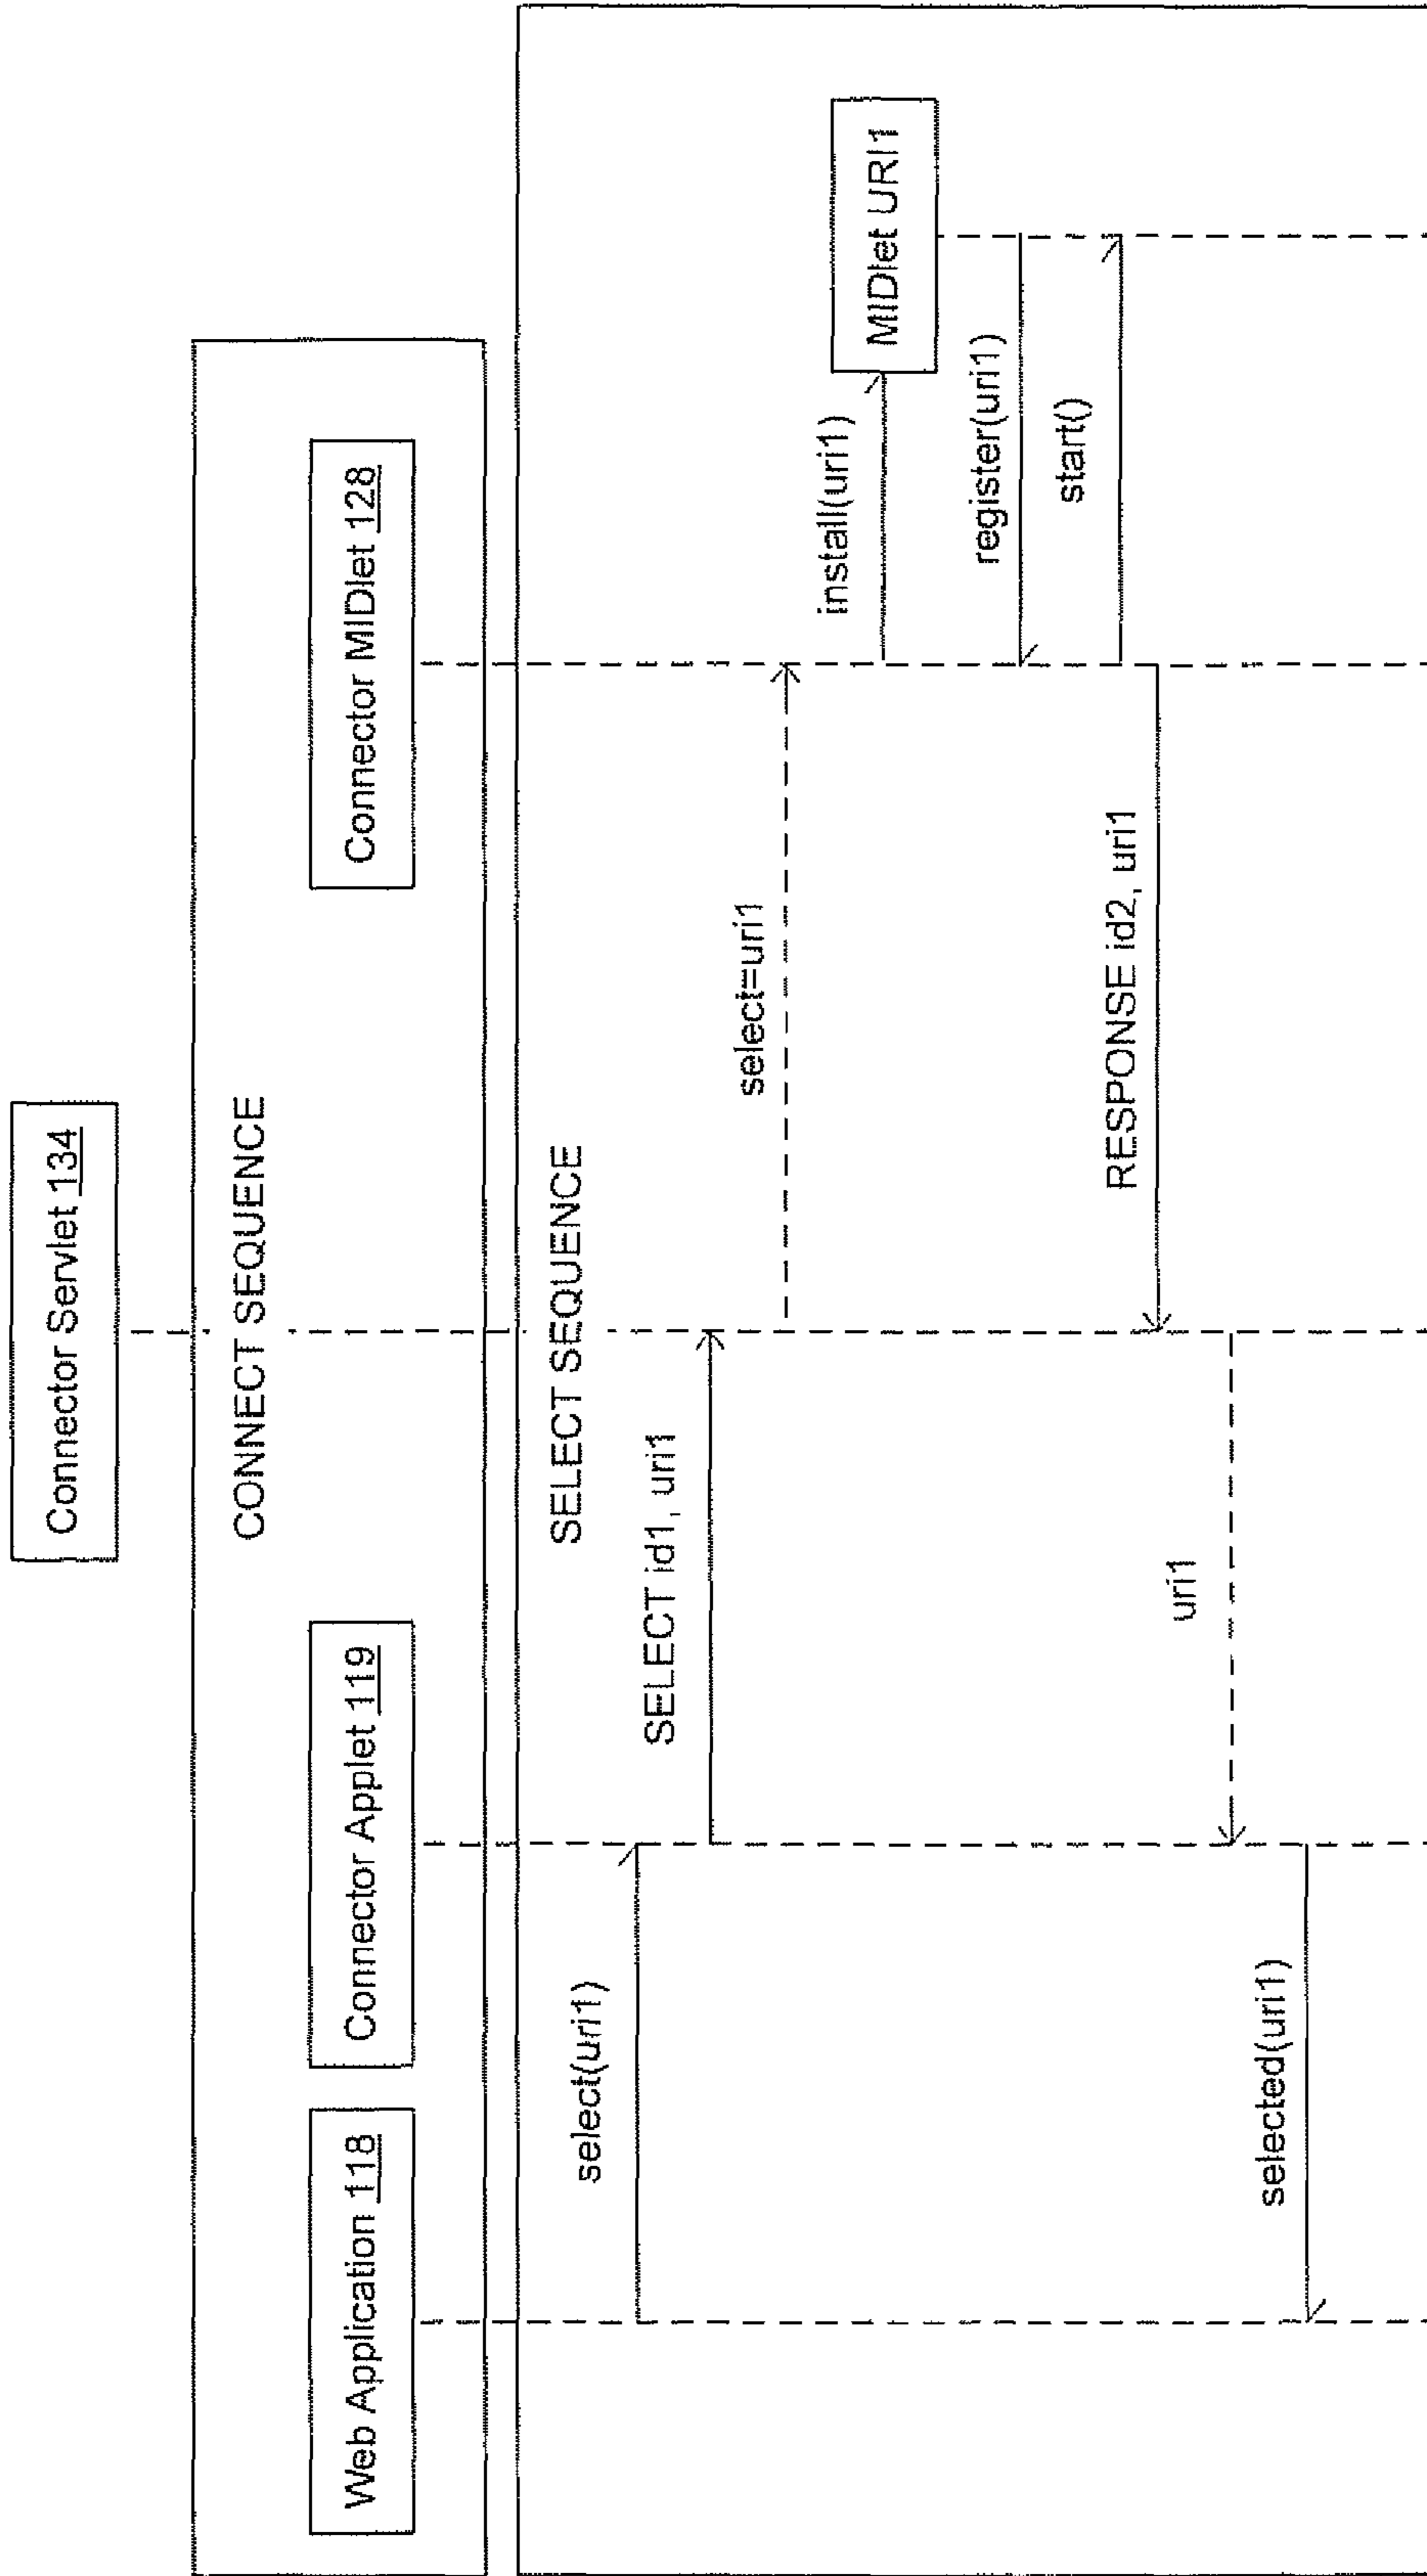 Connector Servlet 134
CONNECT SEQUENCE
Web Application 118
Connector Applet 119
Connector MIDlet 128
SELECT SEQUENCE
select(uri1)
SELECT id1, uri1
select=uri1
install(uri1)
MIDlet URI1
register(uri1)
start()
RESPONSE id2, uri1
uri1
selected(uri1)